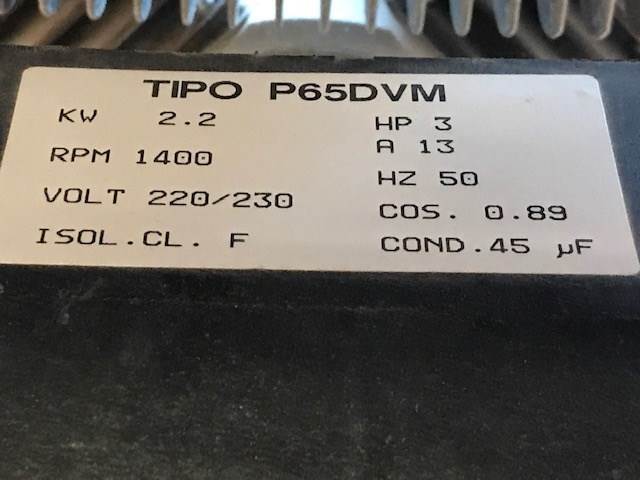 TIPO P65DVM
KW 2.2
HP 3
A 13
RPM 1400
HZ 50
VOLT 220/230
COS. 0.89
ISOL.CL. F
COND.45 µF